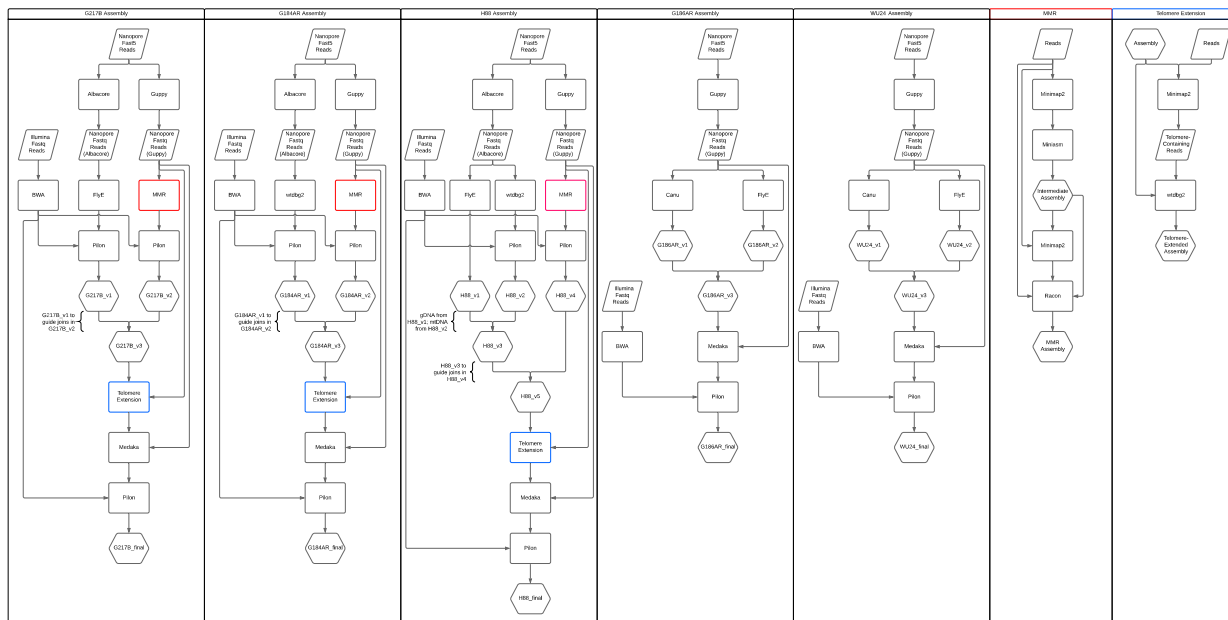 G217B Assembly
Nanopore
Fast5
Reads
Albacore
Guppy
Illumina
Fastq
Reads
Nanopore
Fastq
Reads
(Albacore)
Nanopore
Fastq
Reads
(Guppy)
BWA
FlyE
MMR
Pilon
Pilon
G217B_v1
G217B_v2
G217B_v1 to
guide joins in
G217B_v2
G217B_v3
Telomere
Extension
Medaka
Pilon
G217B_final
G184AR Assembly
Nanopore
Fast5
Reads
Albacore
Guppy
Illumina
Fastq
Reads
Nanopore
Fastq
Reads
(Albacore)
Nanopore
Fastq
Reads
(Guppy)
BWA
wtdbg2
MMR
Pilon
Pilon
G184AR_v1
G184AR_v2
G184AR_v1 to
guide joins in
G184AR_v2
G184AR_v3
Telomere
Extension
Medaka
Pilon
G184AR_final
H88 Assembly
Nanopore
Fast5
Reads
Albacore
Guppy
Illumina
Fastq
Reads
Nanopore
Fastq
Reads
(Albacore)
Nanopore
Fastq
Reads
(Guppy)
BWA
FlyE
wtdbg2
MMR
Pilon
Pilon
H88_v1
H88_v2
H88_v4
gDNA from
H88_v1; mtDNA
from H88_v2
H88_v3
H88_v3 to
guide joins in
H88_v4
H88_v5
Telomere
Extension
Medaka
Pilon
H88_final
G186AR Assembly
Nanopore
Fast5
Reads
Guppy
Nanopore
Fastq
Reads
(Guppy)
Canu
FlyE
G186AR_v1
G186AR_v2
Illumina
Fastq
Reads
G186AR_v3
BWA
Medaka
Pilon
G186AR_final
WU24 Assembly
Nanopore
Fast5
Reads
Guppy
Nanopore
Fastq
Reads
(Guppy)
Canu
FlyE
WU24_v1
WU24_v2
Illumina
Fastq
Reads
WU24_v3
BWA
Medaka
Pilon
WU24_final
MMR
Reads
Minimap2
Miniasm
Intermediate
Assembly
Minimap2
Racon
MMR
Assembly
Telomere Extension
Assembly
Reads
Minimap2
Telomere-
Containing
Reads
wtdbg2
Telomere-
Extended
Assembly